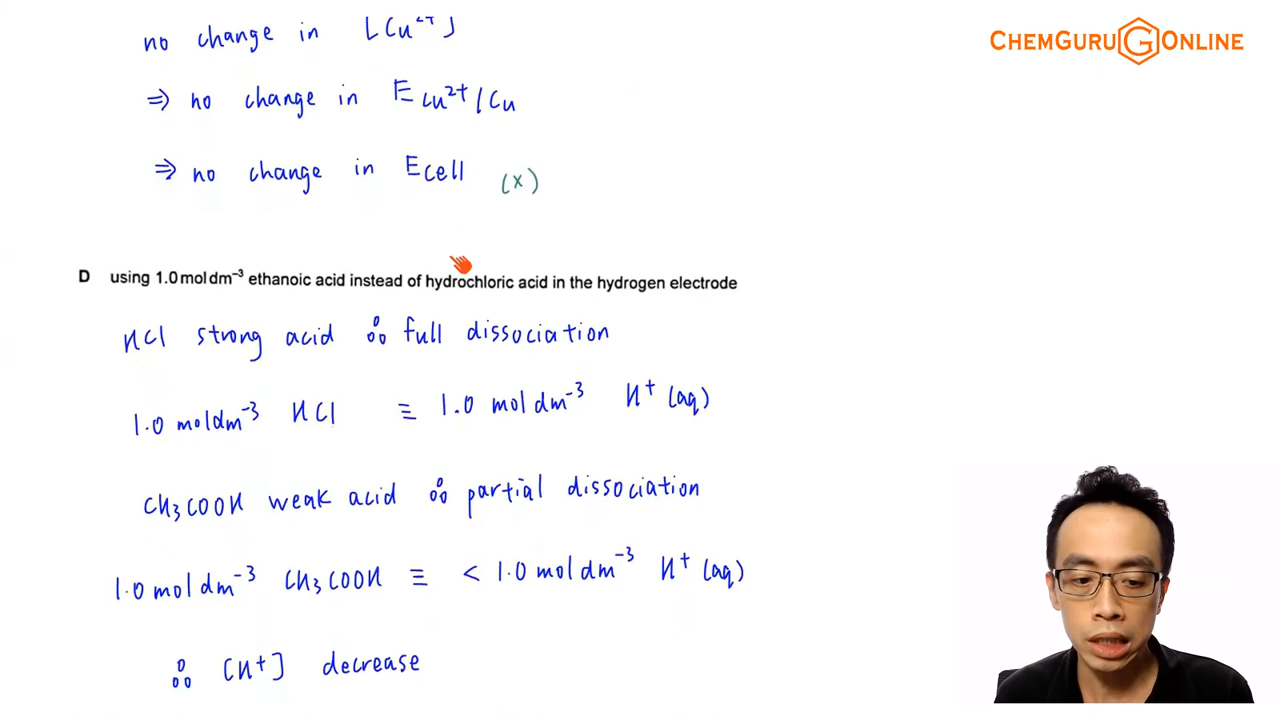 CHEMGURU G ONLINE
no change in [Cu²⁺]
⇒ no change in E Cu²⁺/Cu
⇒ no change in Ecell (x)
D using 1.0 mol dm⁻³ ethanoic acid instead of hydrochloric acid in the hydrogen electrode
HCl strong acid ∴ full dissociation
1.0 moldm⁻³ HCl ≡ 1.0 mol dm⁻³ H⁺ (aq)
CH₃COOH weak acid ∴ partial dissociation
1.0 mol dm⁻³ CH₃COOH ≡ < 1.0 mol dm⁻³ H⁺ (aq)
∴ [H⁺] decrease